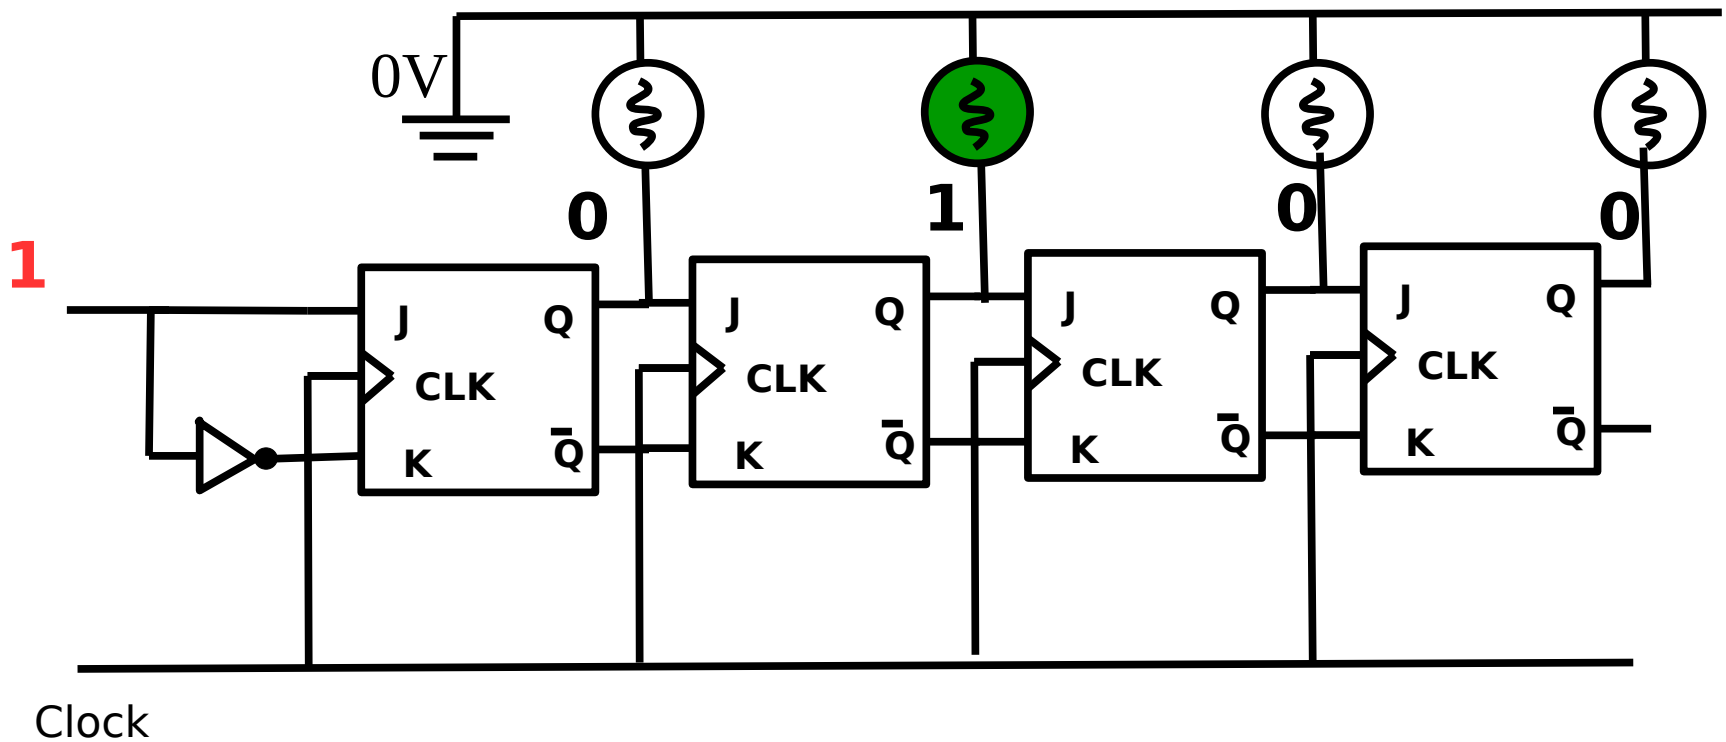 0V
0 1 0 0
1
J Q J Q J Q J Q
CLK CLK CLK CLK
K Q̅ K Q̅ K Q̅ K Q̅
Clock